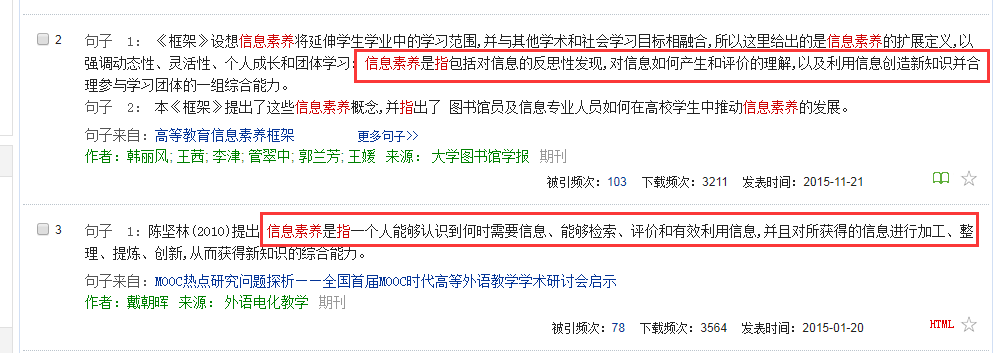 2 句子 1: 《框架》设想信息素养将延伸学生学业中的学习范围,并与其他学术和社会学习目标相融合,所以这里给出的是信息素养的扩展定义,以
强调动态性、灵活性、个人成长和团体学习: 信息素养是指包括对信息的反思性发现,对信息如何产生和评价的理解,以及利用信息创造新知识并合
理参与学习团体的一组综合能力。
句子 2: 本《框架》提出了这些信息素养概念,并指出了 图书馆员及信息专业人员如何在高校学生中推动信息素养的发展。
句子来自: 高等教育信息素养框架 更多句子>>
作者: 韩丽风; 王茜; 李津; 管翠中; 郭兰芳; 王媛 来源: 大学图书馆学报 期刊
被引频次: 103 下载频次: 3211 发表时间: 2015-11-21
3 句子 1: 陈坚林(2010)提出,信息素养是指一个人能够认识到何时需要信息、能够检索、评价和有效利用信息,并且对所获得的信息进行加工、整
理、提炼、创新,从而获得新知识的综合能力。
句子来自: MOOC热点研究问题探析——全国首届MOOC时代高等外语教学学术研讨会启示
作者: 戴朝晖 来源: 外语电化教学 期刊
被引频次: 78 下载频次: 3564 发表时间: 2015-01-20 HTML